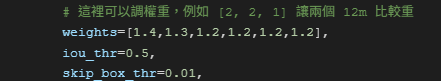 # 這裡可以調權重，例如 [2, 2, 1] 讓兩個 12m 比較重
weights=[1.4,1.3,1.2,1.2,1.2,1.2],
iou_thr=0.5,
skip_box_thr=0.01,